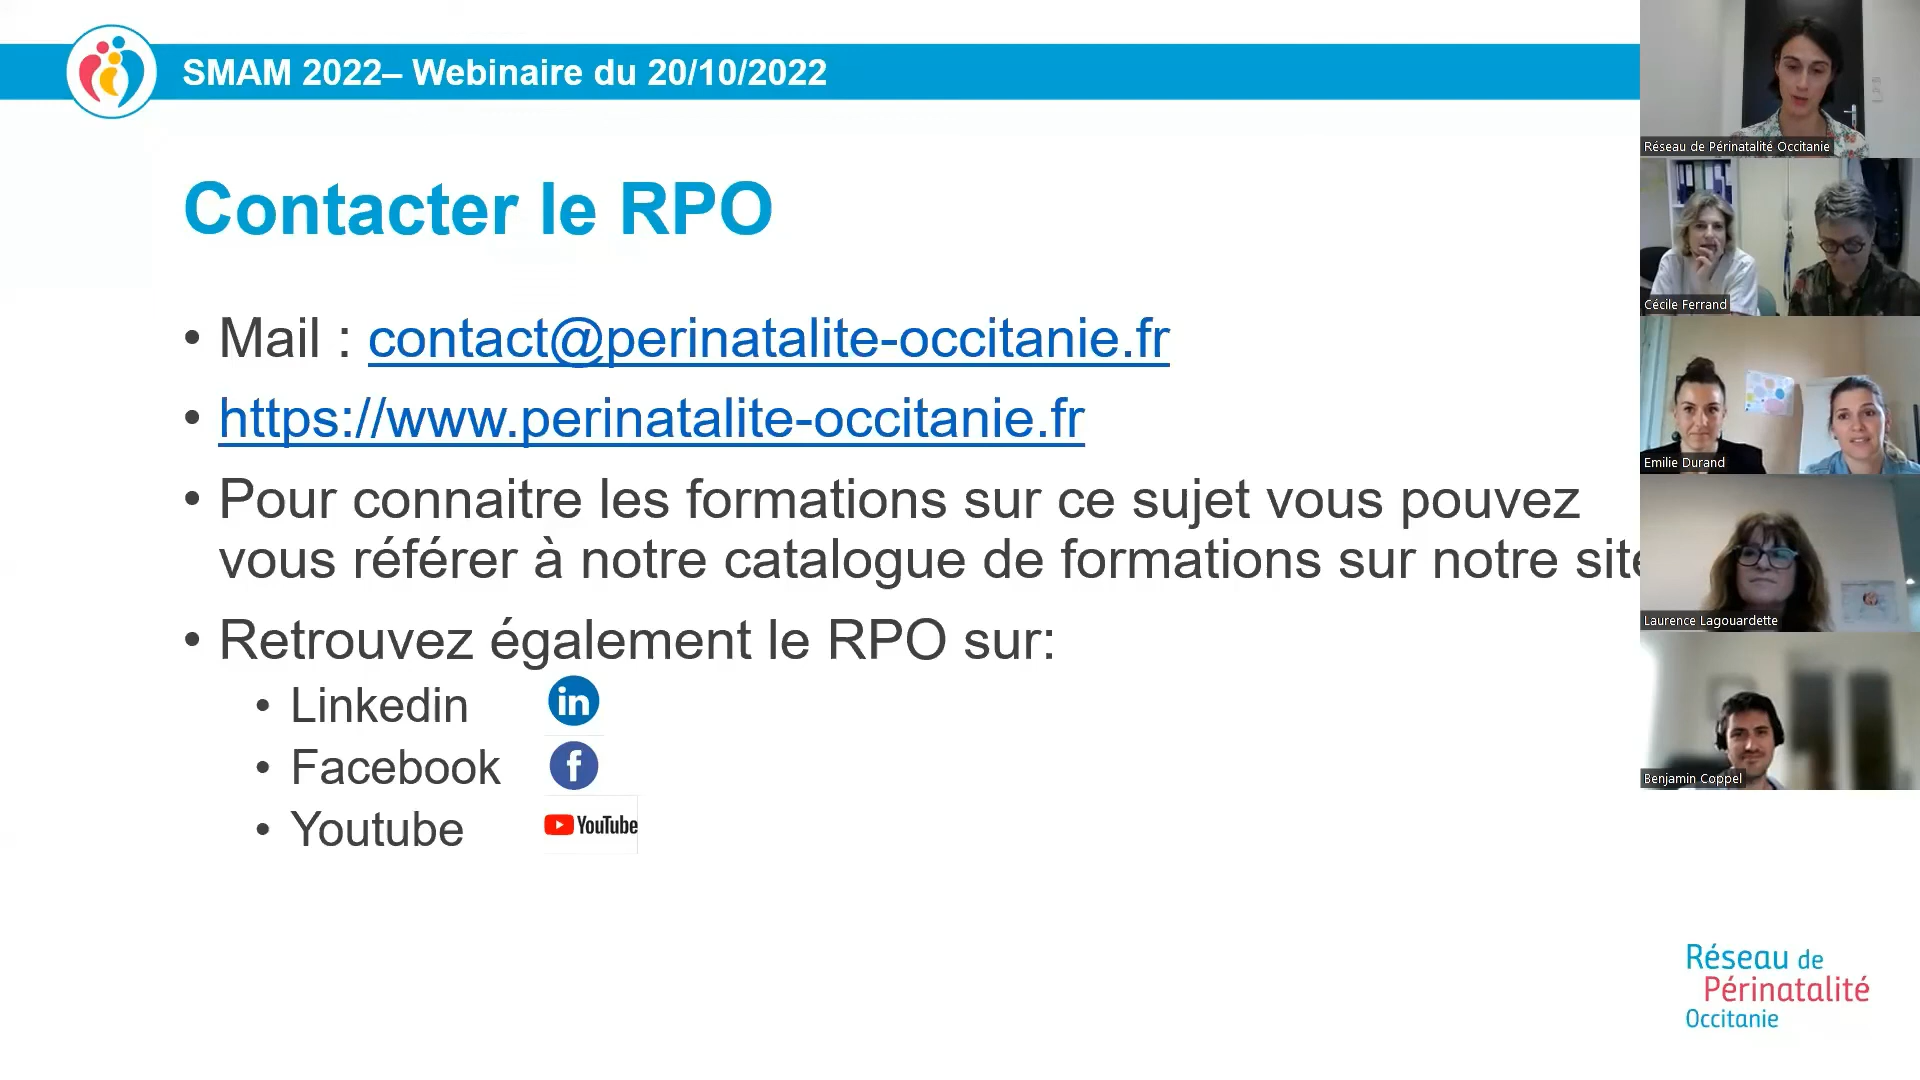 SMAM 2022– Webinaire du 20/10/2022
Contacter le RPO
• Mail : contact@perinatalite-occitanie.fr
• https://www.perinatalite-occitanie.fr
• Pour connaitre les formations sur ce sujet vous pouvez
vous référer à notre catalogue de formations sur notre site
• Retrouvez également le RPO sur:
• Linkedin in
• Facebook f
• Youtube YouTube
Réseau de Périnatalité Occitanie
Cécile Ferrand
Emilie Durand
Laurence Lagouardette
Benjamin Coppel
Réseau de
Périnatalité
Occitanie